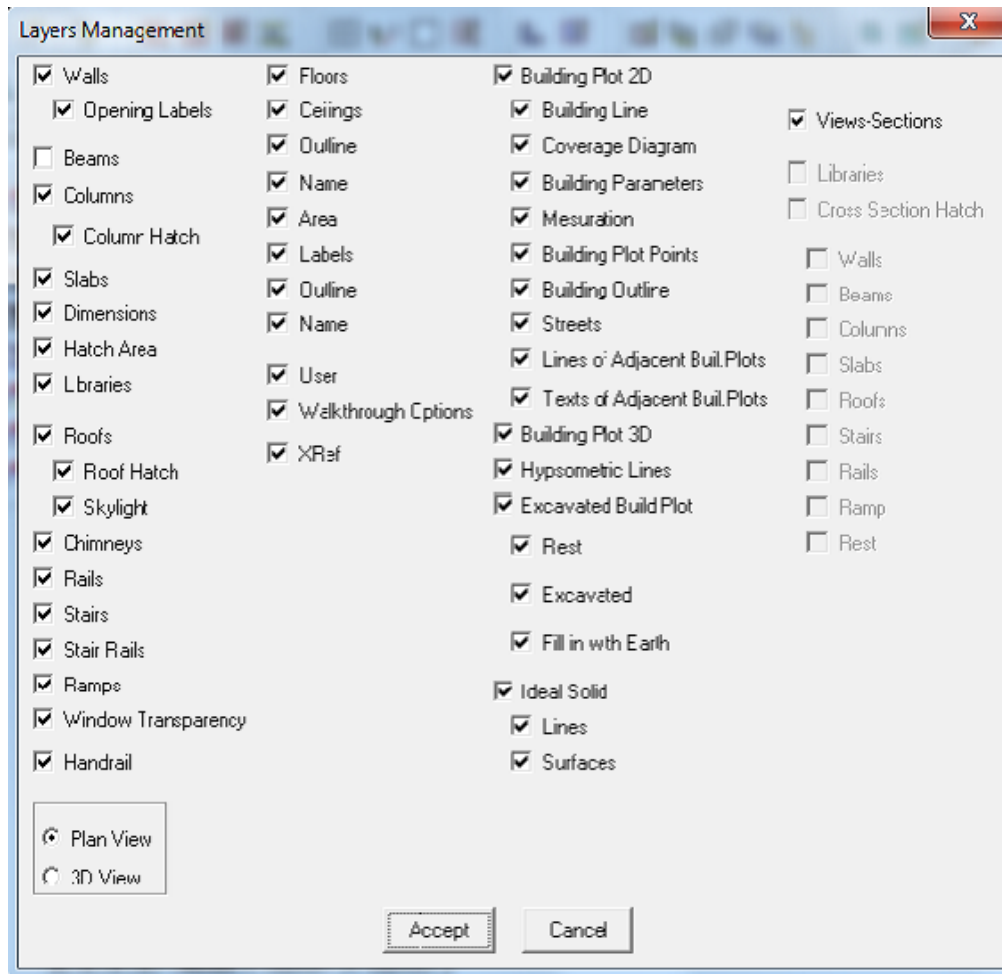 Layers Management
Walls
Opening Labels
Beams
Columns
Column Hatch
Slabs
Dimensions
Hatch Area
Libraries
Roofs
Roof Hatch
Skylight
Chimneys
Rails
Stairs
Stair Rails
Ramps
Window Transparency
Handrail
Plan View
3D View
Floors
Ceilings
Outline
Name
Area
Labels
Outline
Name
User
Walkthrough Options
XRef
Building Plot 2D
Building Line
Coverage Diagram
Building Parameters
Mesuration
Building Plot Points
Building Outline
Streets
Lines of Adjacent Buil.Plots
Texts of Adjacent Buil.Plots
Building Plot 3D
Hypsometric Lines
Excavated Build Plot
Rest
Excavated
Fill in with Earth
Ideal Solid
Lines
Surfaces
Views-Sections
Libraries
Cross Section Hatch
Walls
Beams
Columns
Slabs
Roofs
Stairs
Rails
Ramp
Rest
Accept
Cancel